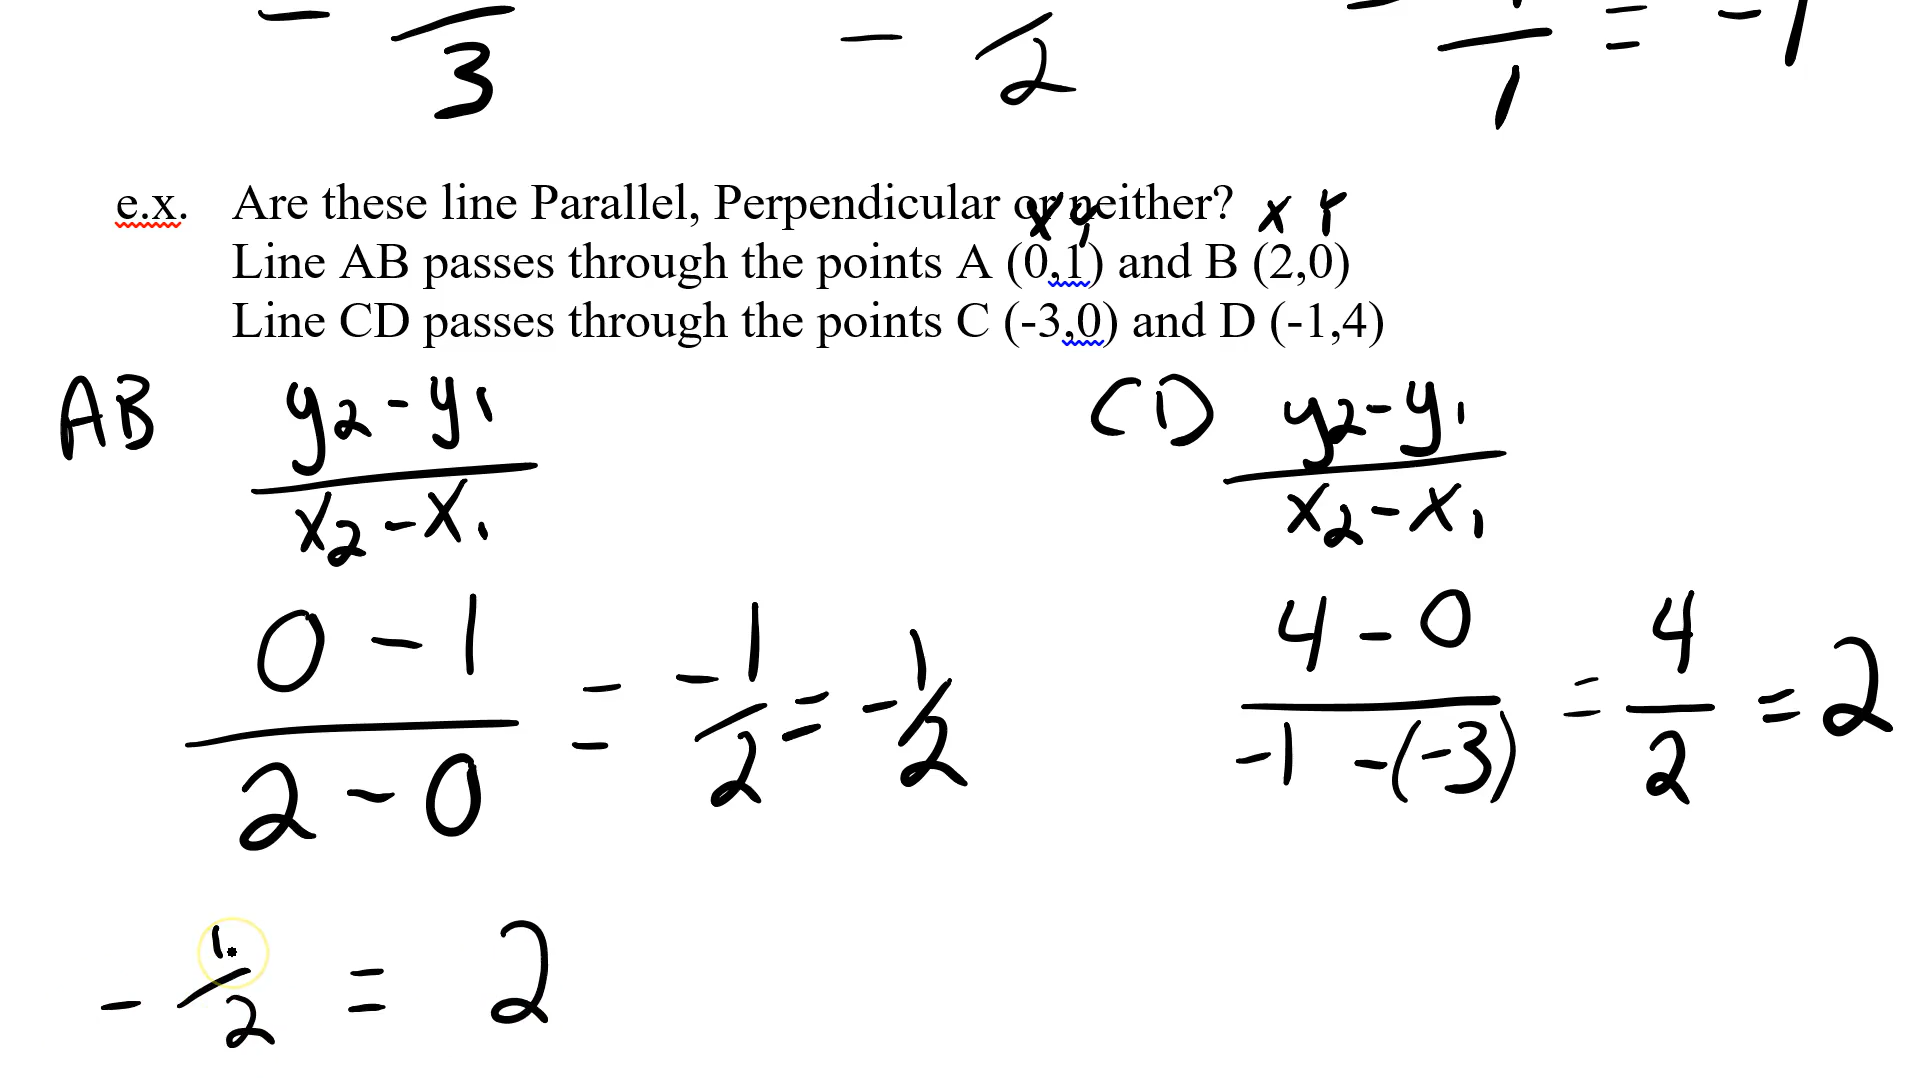 - /3 - /2 - 1/1 = -1
e.x. Are these line Parallel, Perpendicular or neither?
x y x y
Line AB passes through the points A (0,1) and B (2,0)
Line CD passes through the points C (-3,0) and D (-1,4)
AB y2-y1 / x2-x1 CD y2-y1 / x2-x1
0-1 / 2-0 = -1/2 = -1/2 4-0 / -1-(-3) = 4/2 = 2
-1/2 = 2